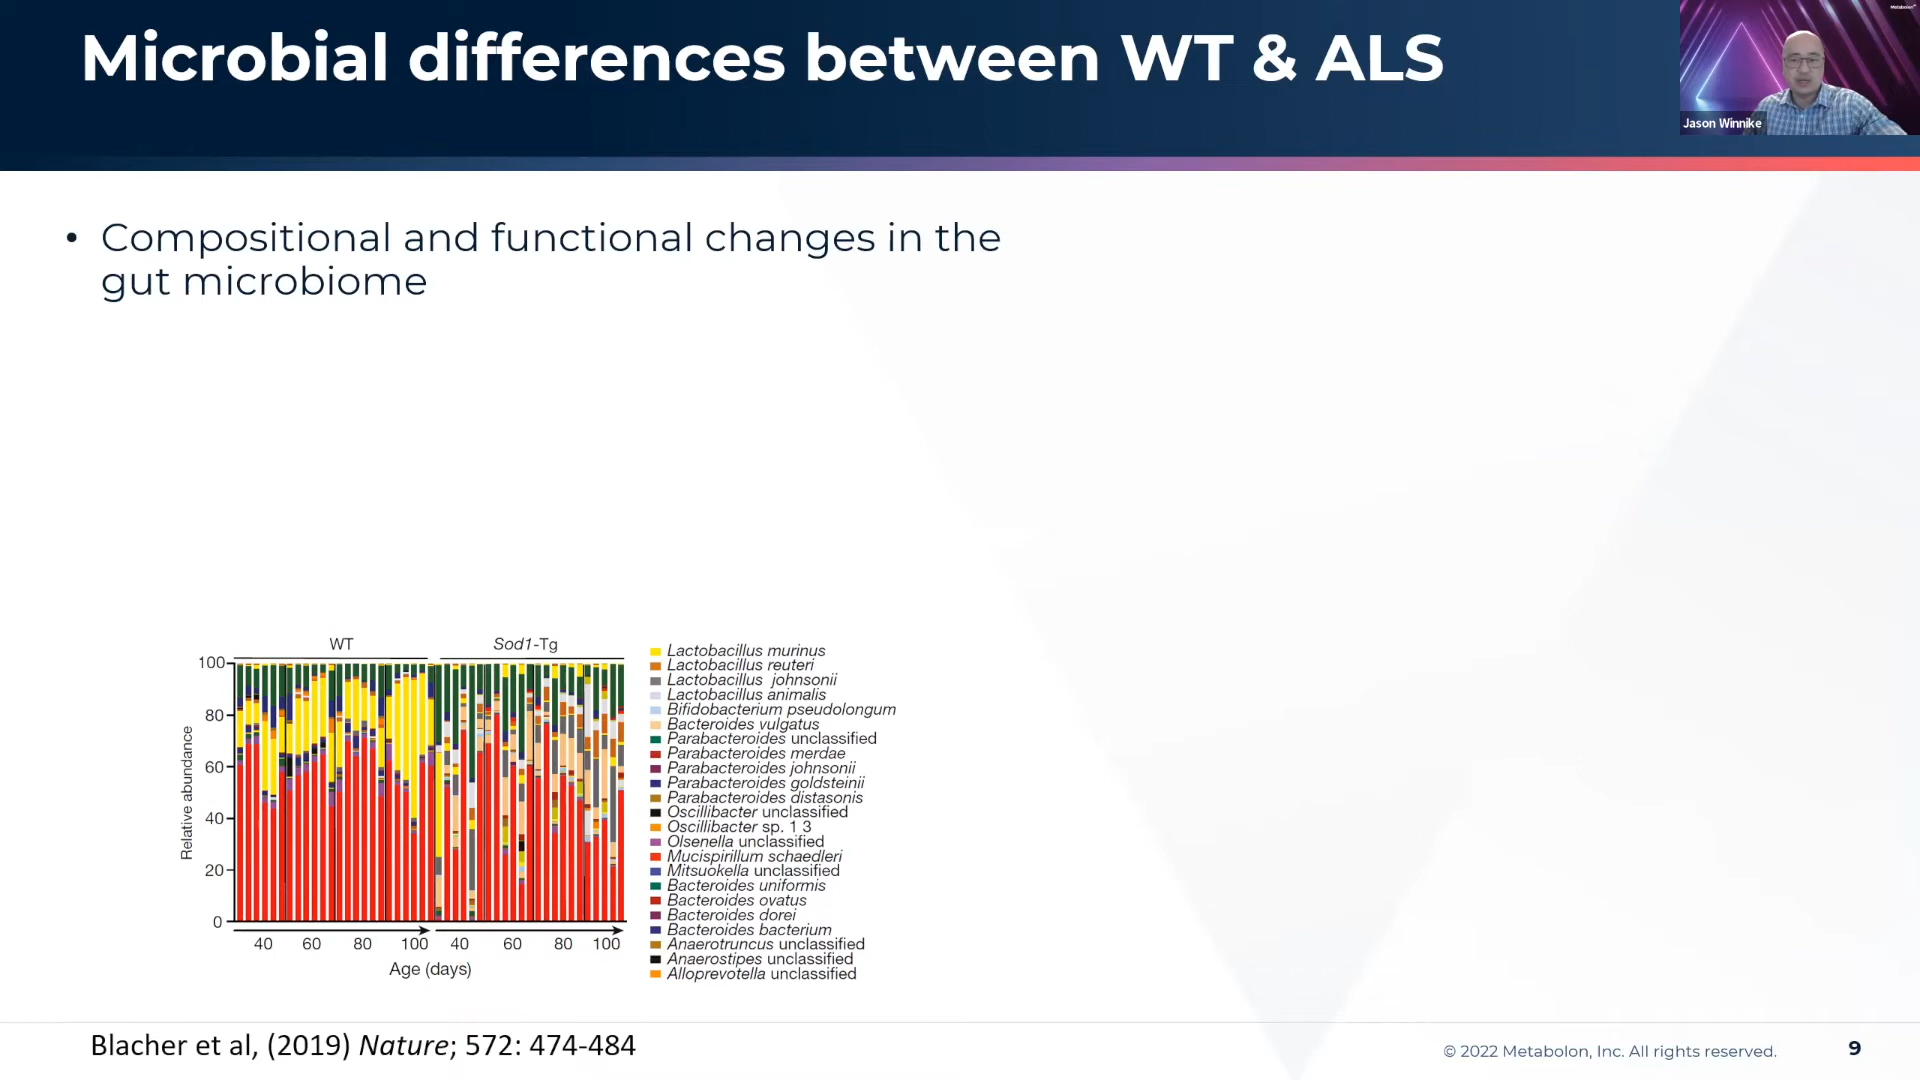 Microbial differences between WT & ALS
Metabolon
Jason Winnike
• Compositional and functional changes in the
gut microbiome
WT
Sod1-Tg
Relative abundance
100
80
60
40
20
0
40 60 80 100 40 60 80 100
Age (days)
Lactobacillus murinus
Lactobacillus reuteri
Lactobacillus johnsonii
Lactobacillus animalis
Bifidobacterium pseudolongum
Bacteroides vulgatus
Parabacteroides unclassified
Parabacteroides merdae
Parabacteroides johnsonii
Parabacteroides goldsteinii
Parabacteroides distasonis
Oscillibacter unclassified
Oscillibacter sp. 1 3
Olsenella unclassified
Mucispirillum schaedleri
Mitsuokella unclassified
Bacteroides uniformis
Bacteroides ovatus
Bacteroides dorei
Bacteroides bacterium
Anaerotruncus unclassified
Anaerostipes unclassified
Alloprevotella unclassified
Blacher et al, (2019) Nature; 572: 474-484
© 2022 Metabolon, Inc. All rights reserved.
9